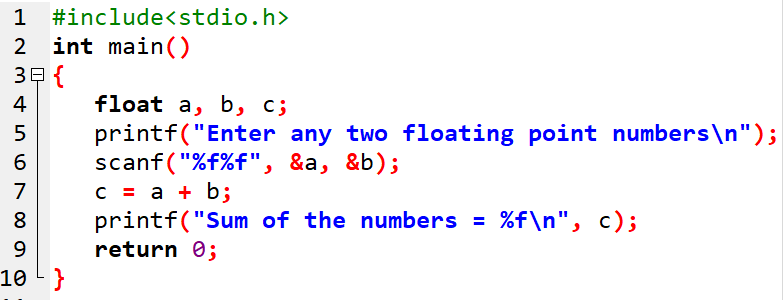 1 #include<stdio.h>
2 int main()
3 {
4 float a, b, c;
5 printf("Enter any two floating point numbers\n");
6 scanf("%f%f", &a, &b);
7 c = a + b;
8 printf("Sum of the numbers = %f\n", c);
9 return 0;
10 }